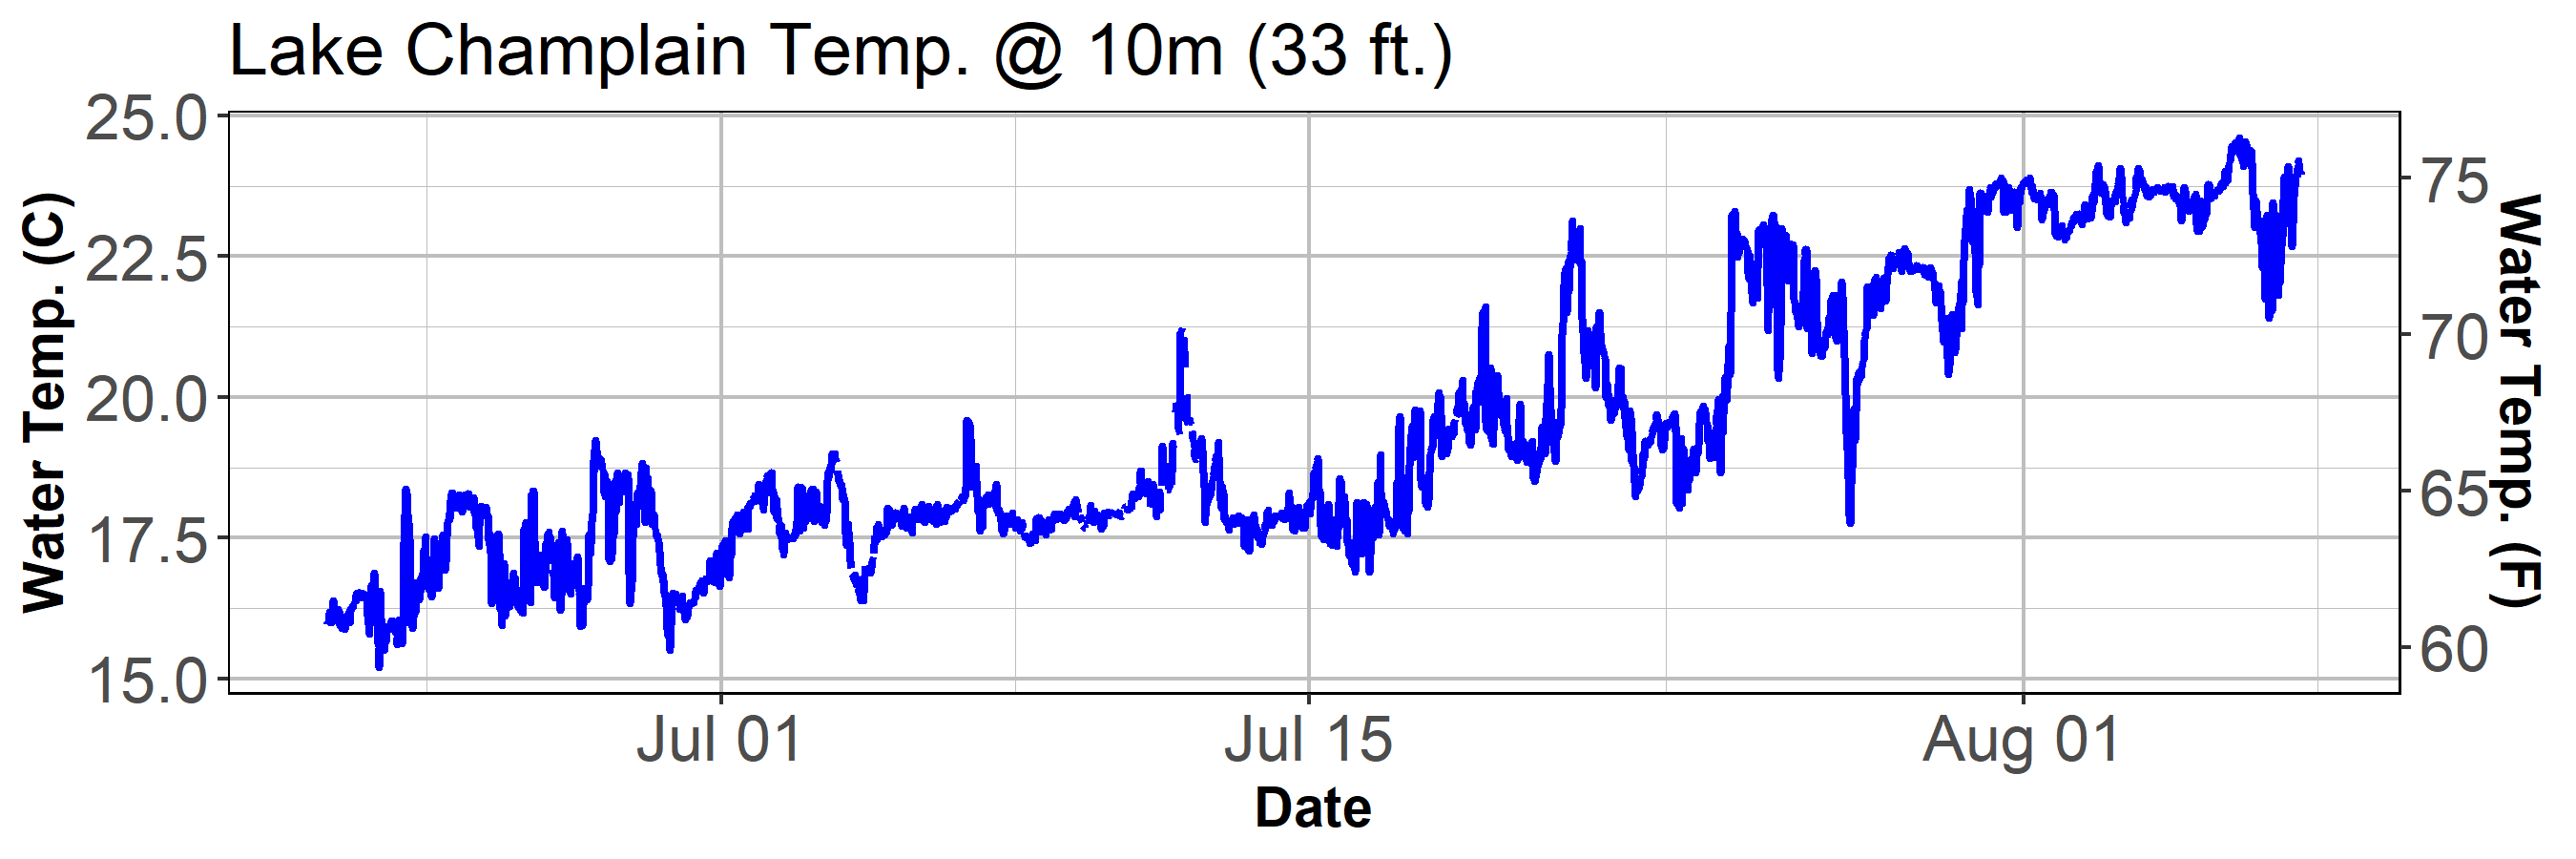 Lake Champlain Temp. @ 10m (33 ft.)
Water Temp. (C)
25.0
22.5
20.0
17.5
15.0
75
70
65
60
Water Temp. (F)
Jul 01
Jul 15
Aug 01
Date